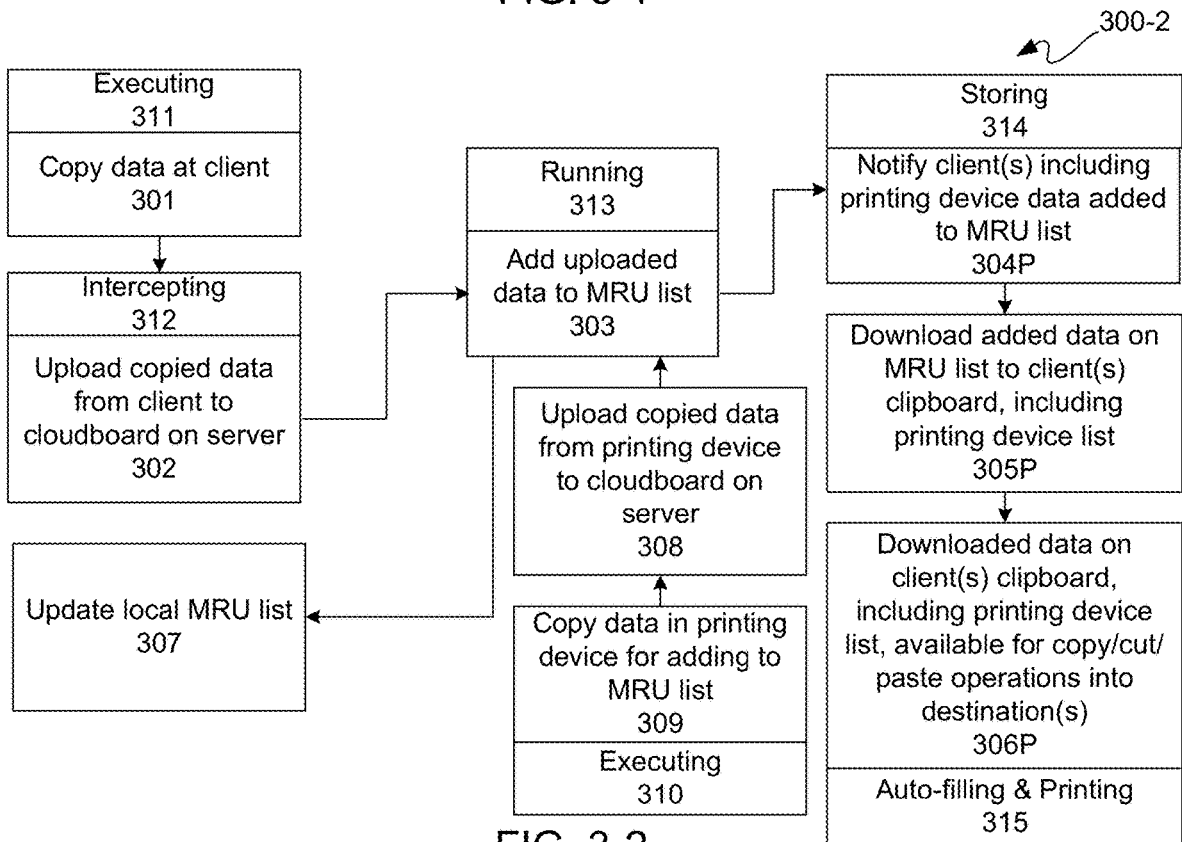 300-2
Executing
311
Copy data at client
301
Intercepting
312
Upload copied data
from client to
cloudboard on server
302
Update local MRU list
307
Running
313
Add uploaded
data to MRU list
303
Upload copied data
from printing device
to cloudboard on
server
308
Copy data in printing
device for adding to
MRU list
309
Executing
310
Storing
314
Notify client(s) including
printing device data added
to MRU list
304P
Download added data on
MRU list to client(s)
clipboard, including
printing device list
305P
Downloaded data on
client(s) clipboard,
including printing device
list, available for copy/cut/
paste operations into
destination(s)
306P
Auto-filling & Printing
315